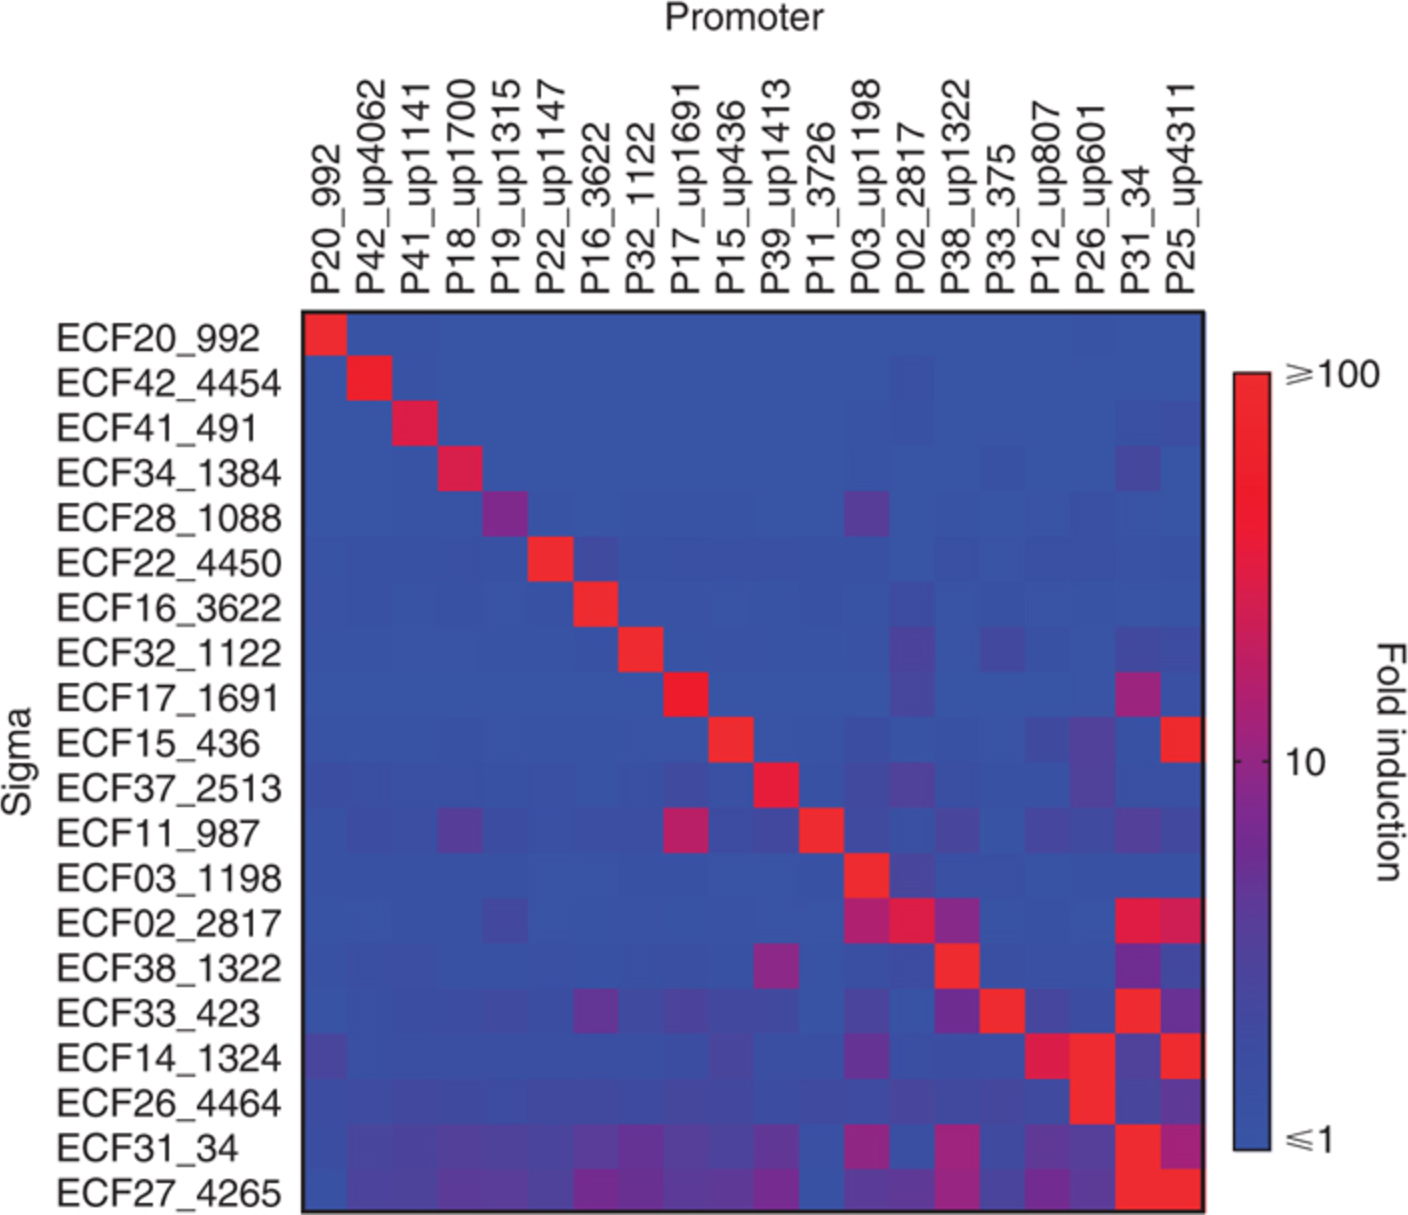 Promoter
P20_992
P42_up4062
P41_up1141
P18_up1700
P19_up1315
P22_up1147
P16_3622
P32_1122
P17_up1691
P15_up436
P39_up1413
P11_3726
P03_up1198
P02_2817
P38_up1322
P33_375
P12_up807
P26_up601
P31_34
P25_up4311
Sigma
ECF20_992
ECF42_4454
ECF41_491
ECF34_1384
ECF28_1088
ECF22_4450
ECF16_3622
ECF32_1122
ECF17_1691
ECF15_436
ECF37_2513
ECF11_987
ECF03_1198
ECF02_2817
ECF38_1322
ECF33_423
ECF14_1324
ECF26_4464
ECF31_34
ECF27_4265
⩾100
10
⩽1
Fold induction